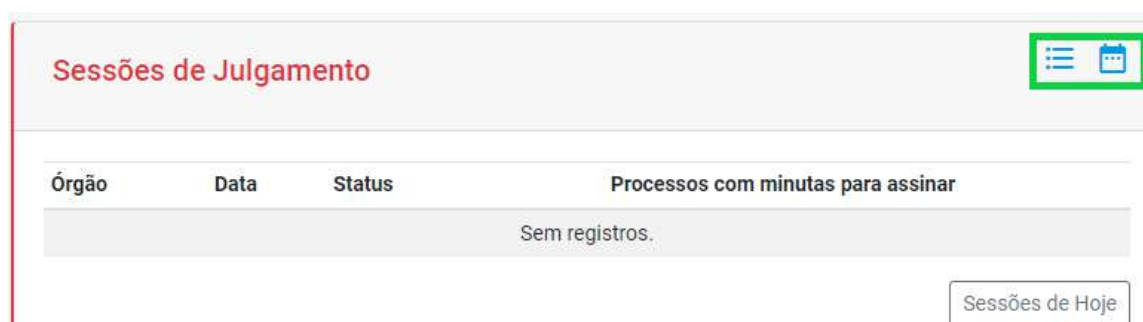 Sessões de Julgamento
Órgão Data Status Processos com minutas para assinar
Sem registros.
Sessões de Hoje